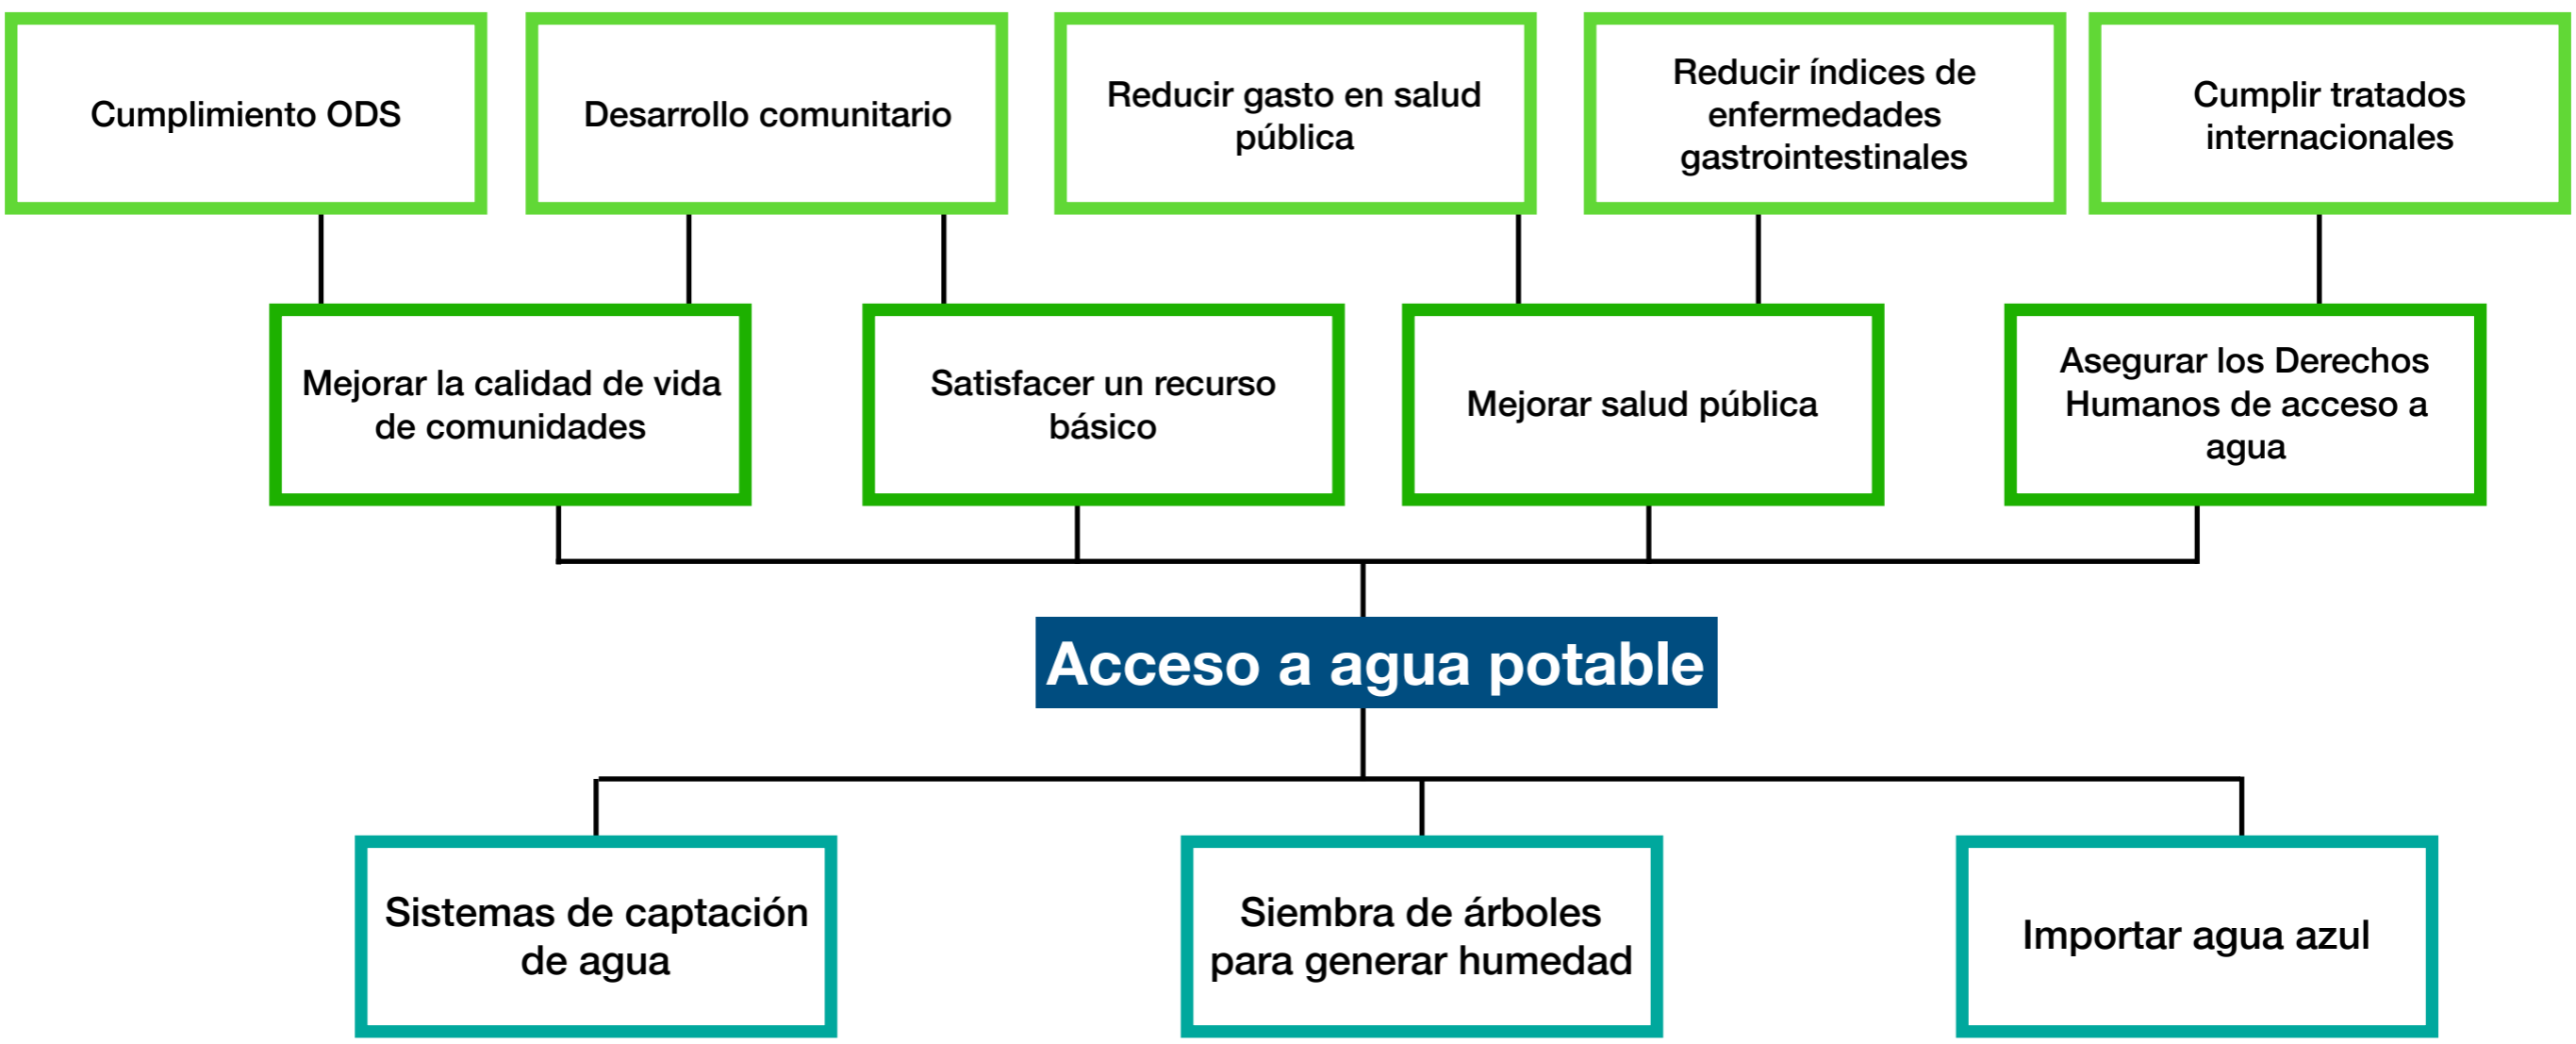 Cumplimiento ODS
Desarrollo comunitario
Reducir gasto en salud
pública
Reducir índices de
enfermedades
gastrointestinales
Cumplir tratados
internacionales
Mejorar la calidad de vida
de comunidades
Satisfacer un recurso
básico
Mejorar salud pública
Asegurar los Derechos
Humanos de acceso a
agua
Acceso a agua potable
Sistemas de captación
de agua
Siembra de árboles
para generar humedad
Importar agua azul